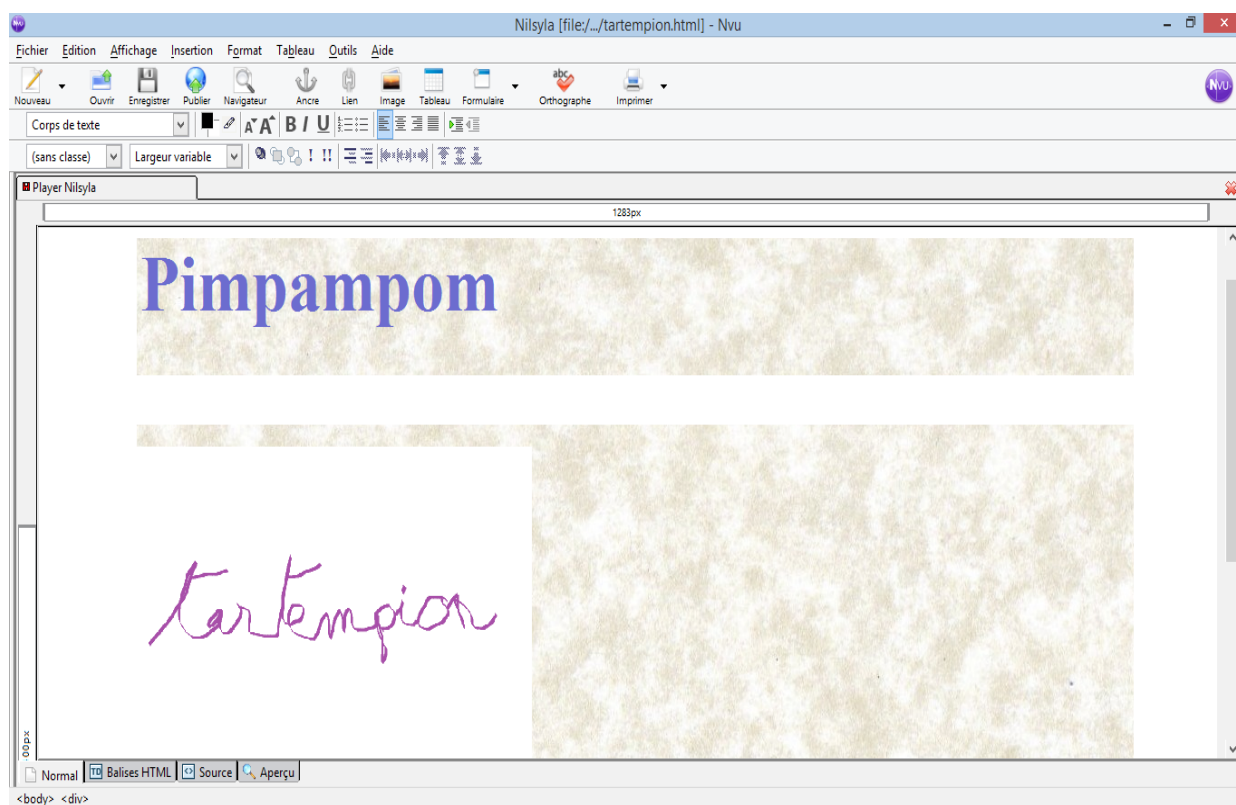 Nilsyla [file:/.../tartempion.html] - Nvu
Fichier Edition Affichage Insertion Format Tableau Outils Aide
Nouveau Ouvrir Enregistrer Publier Navigateur Ancre Lien Image Tableau Formulaire Orthographe Imprimer
Corps de texte B I U
(sans classe) Largeur variable ! !!
Player Nilsyla
1283px
Pimpampom
tartempion
Normal Balises HTML Source Aperçu
<body> <div>